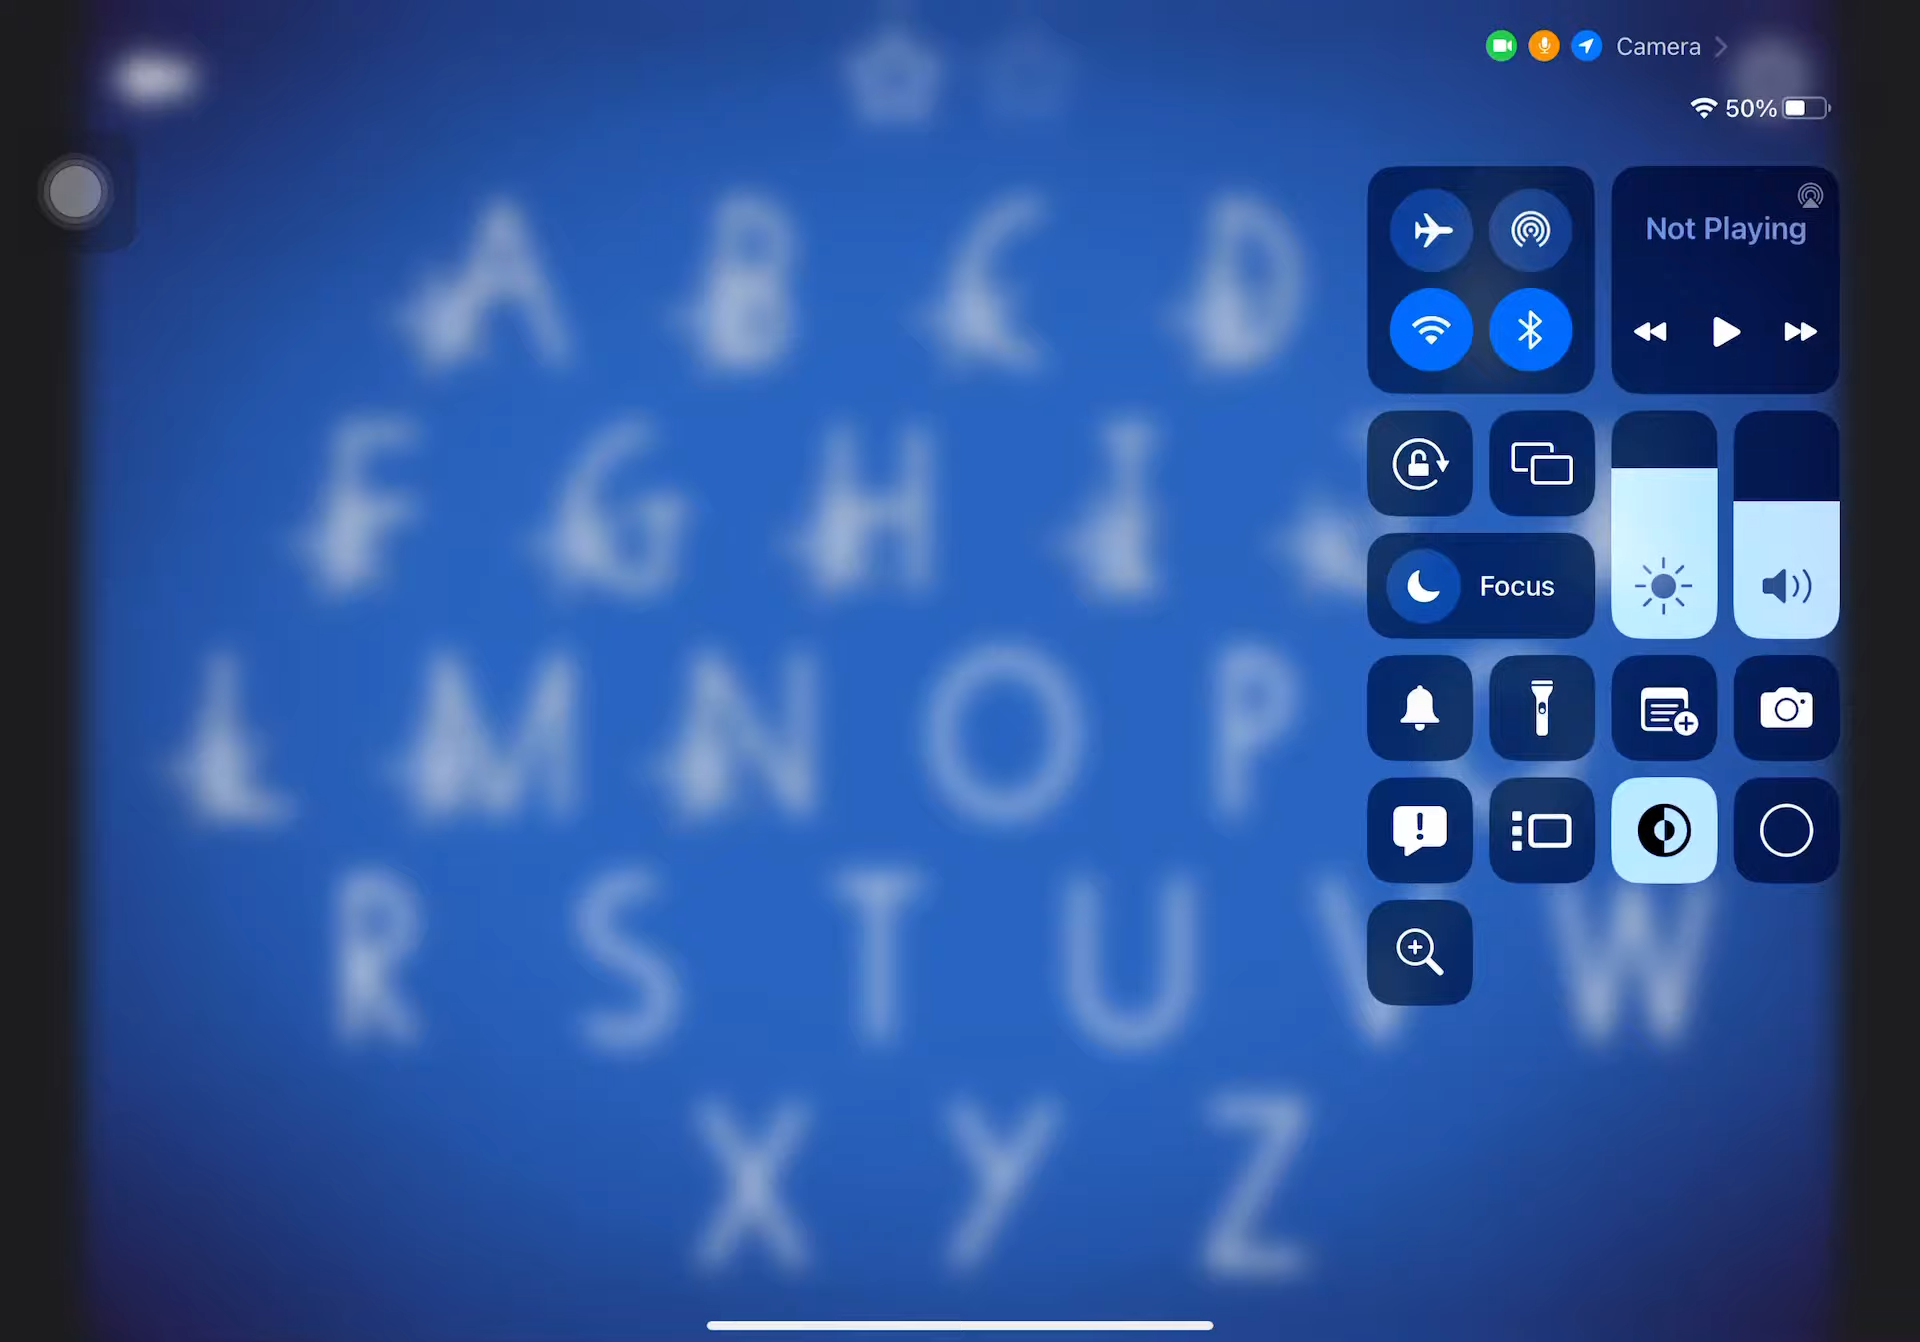 Camera
50%
Not Playing
A B C D
F G H I
Focus
L M N O P
R S T U V W
X Y Z